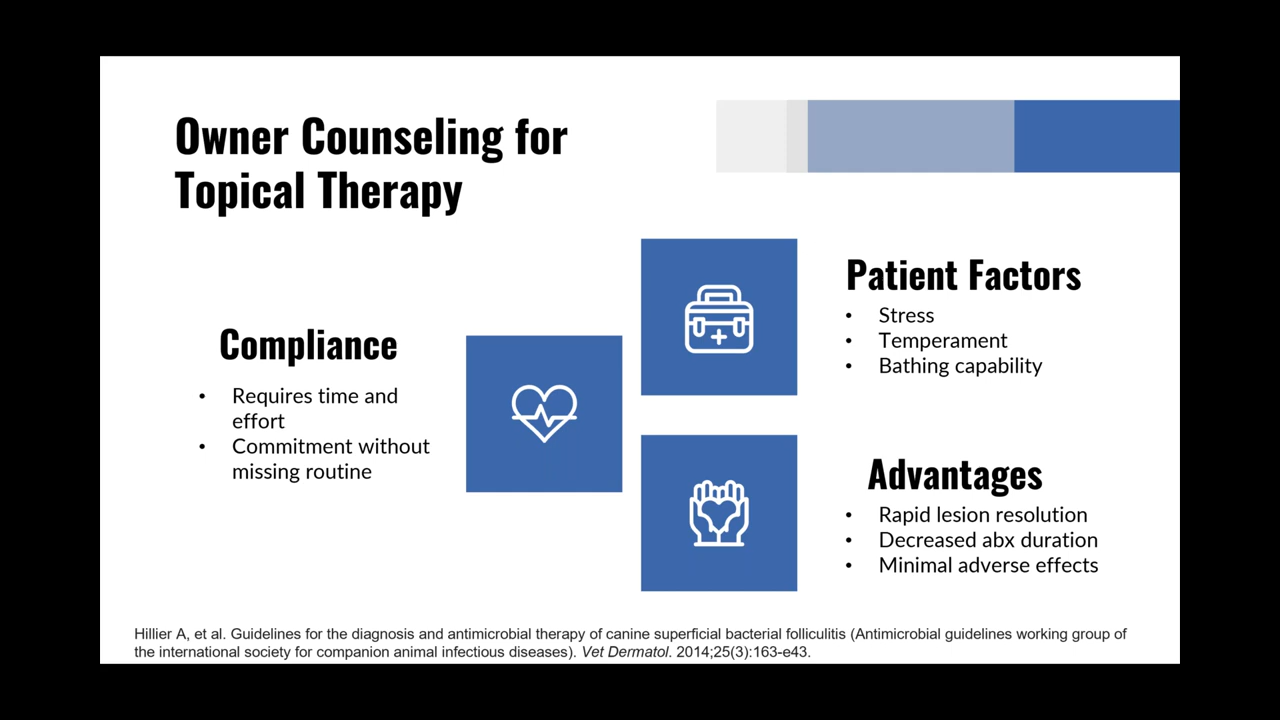 Owner Counseling for
Topical Therapy
Compliance
• Requires time and
effort
• Commitment without
missing routine
Patient Factors
• Stress
• Temperament
• Bathing capability
Advantages
• Rapid lesion resolution
• Decreased abx duration
• Minimal adverse effects
Hillier A, et al. Guidelines for the diagnosis and antimicrobial therapy of canine superficial bacterial folliculitis (Antimicrobial guidelines working group of
the international society for companion animal infectious diseases). Vet Dermatol. 2014;25(3):163-e43.